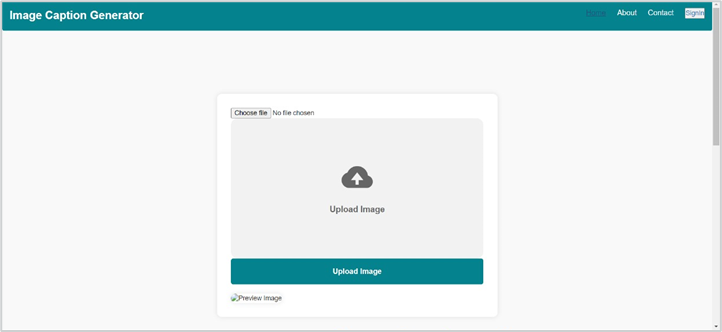 Image Caption Generator
Home About Contact Signin
Choose file No file chosen
Upload Image
Upload Image
Preview Image